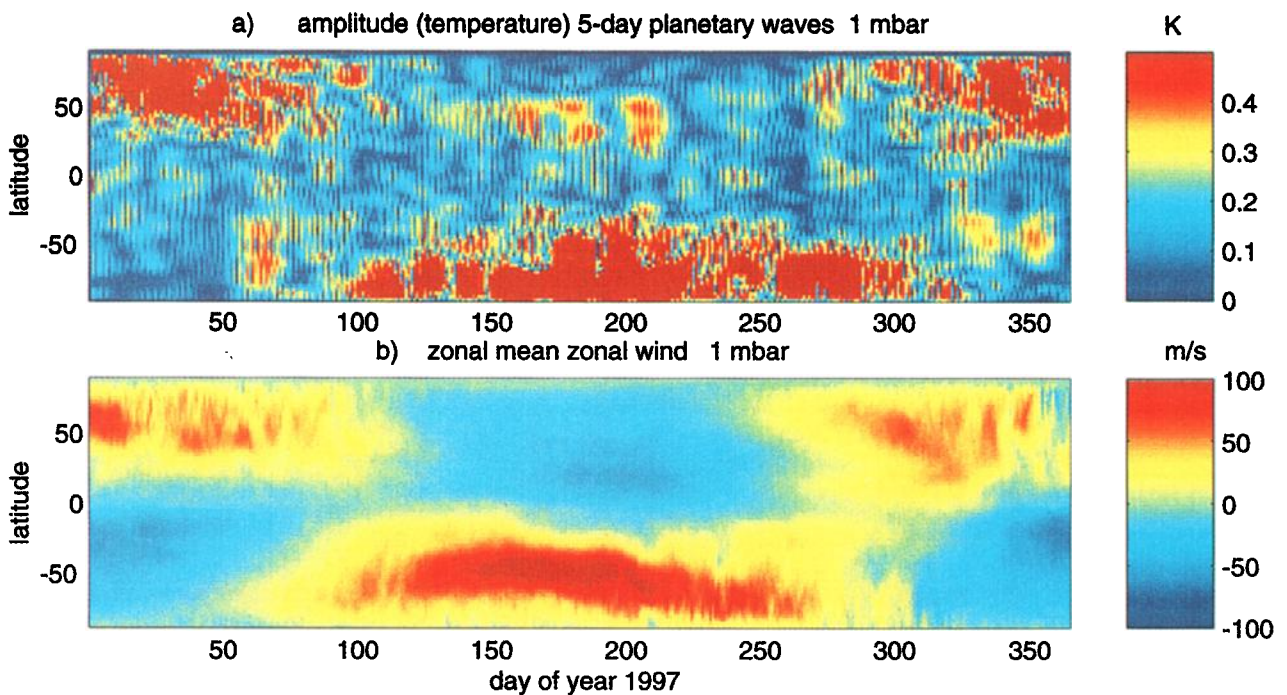 a) amplitude (temperature) 5-day planetary waves 1 mbar K
50
0
-50
latitude
0.4
0.3
0.2
0.1
0
50 100 150 200 250 300 350
b) zonal mean zonal wind 1 mbar m/s
50
0
-50
latitude
100
50
0
-50
-100
50 100 150 200 250 300 350
day of year 1997